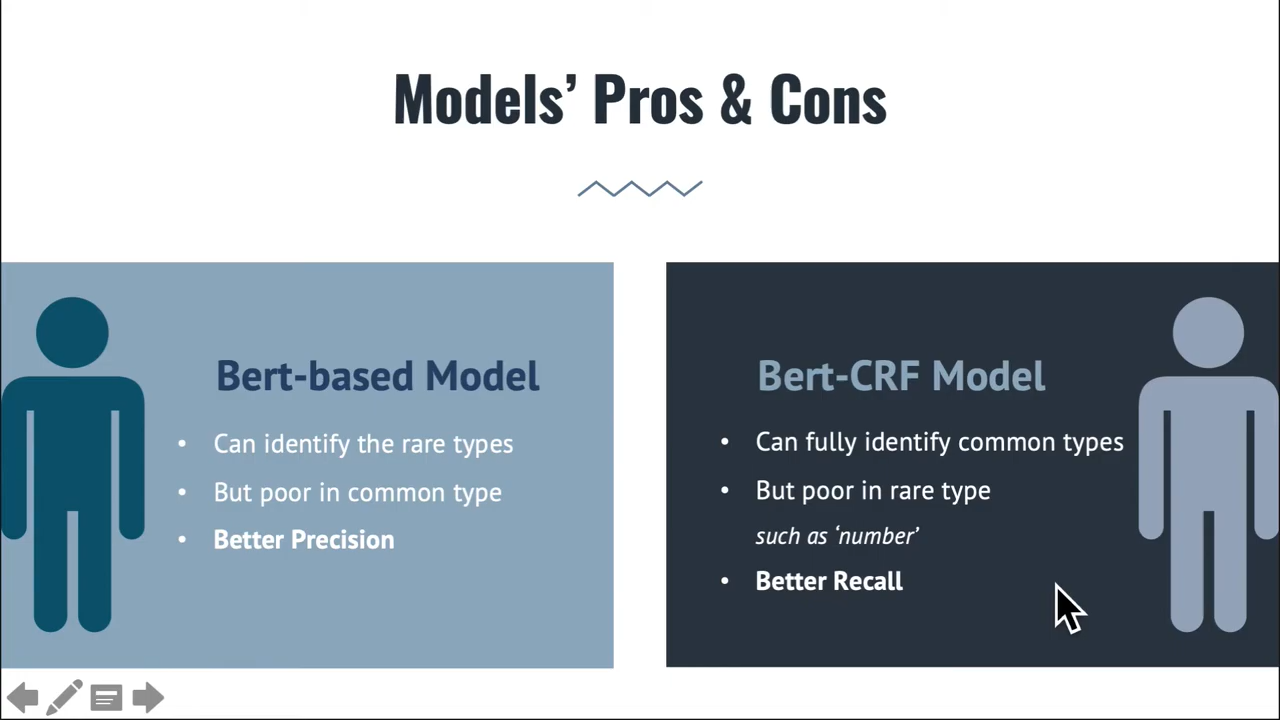 Models’ Pros & Cons
Bert-based Model
• Can identify the rare types
• But poor in common type
• Better Precision
Bert-CRF Model
• Can fully identify common types
• But poor in rare type
such as ‘number’
• Better Recall